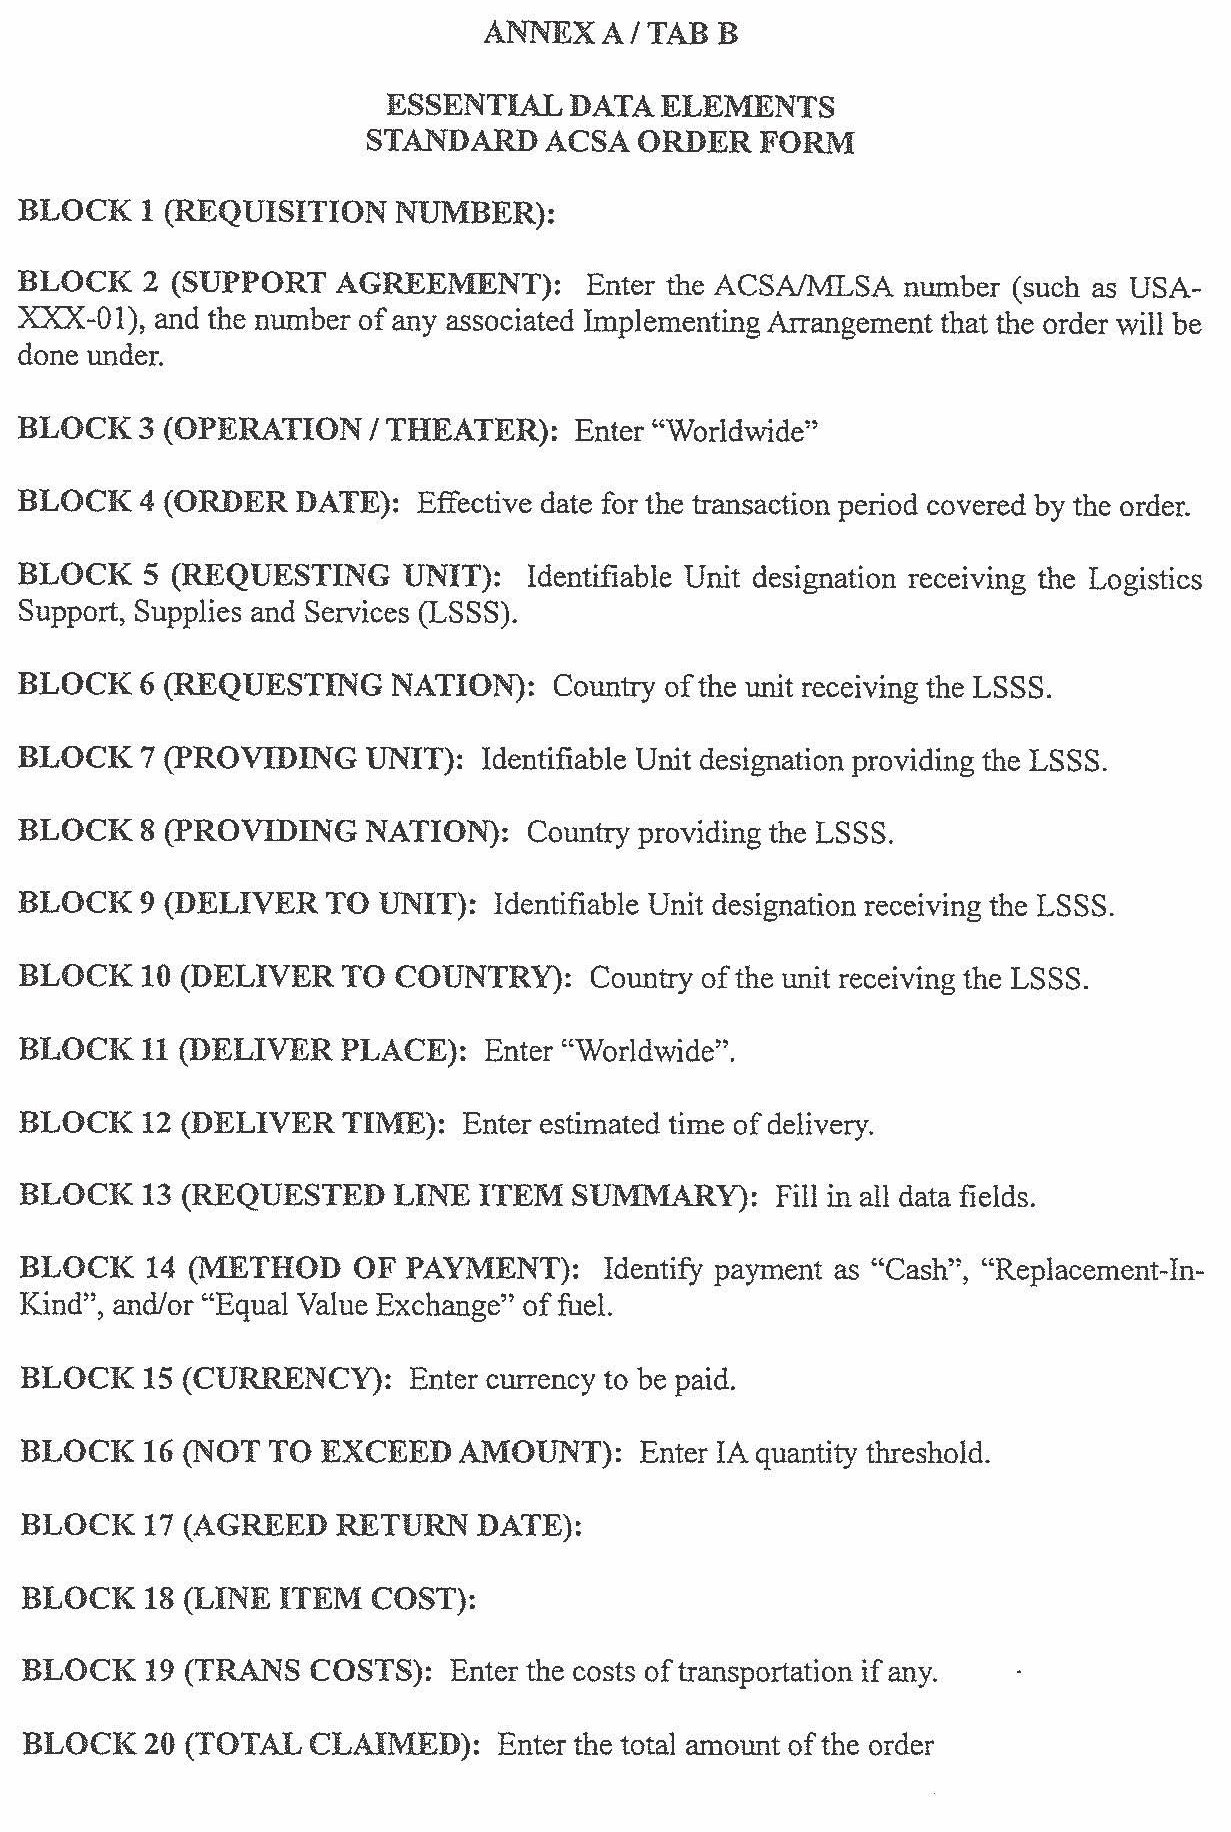 ANNEX A / TAB B
ESSENTIAL DATA ELEMENTS
STANDARD ACSA ORDER FORM
BLOCK 1 (REQUISITION NUMBER):
BLOCK 2 (SUPPORT AGREEMENT): Enter the ACSA/MLSA number (such as USA-
XXX-01), and the number of any associated Implementing Arrangement that the order will be
done under.
BLOCK 3 (OPERATION / THEATER): Enter “Worldwide”
BLOCK 4 (ORDER DATE): Effective date for the transaction period covered by the order.
BLOCK 5 (REQUESTING UNIT): Identifiable Unit designation receiving the Logistics
Support, Supplies and Services (LSSS).
BLOCK 6 (REQUESTING NATION): Country of the unit receiving the LSSS.
BLOCK 7 (PROVIDING UNIT): Identifiable Unit designation providing the LSSS.
BLOCK 8 (PROVIDING NATION): Country providing the LSSS.
BLOCK 9 (DELIVER TO UNIT): Identifiable Unit designation receiving the LSSS.
BLOCK 10 (DELIVER TO COUNTRY): Country of the unit receiving the LSSS.
BLOCK 11 (DELIVER PLACE): Enter “Worldwide”.
BLOCK 12 (DELIVER TIME): Enter estimated time of delivery.
BLOCK 13 (REQUESTED LINE ITEM SUMMARY): Fill in all data fields.
BLOCK 14 (METHOD OF PAYMENT): Identify payment as “Cash”, “Replacement-In-
Kind”, and/or “Equal Value Exchange” of fuel.
BLOCK 15 (CURRENCY): Enter currency to be paid.
BLOCK 16 (NOT TO EXCEED AMOUNT): Enter IA quantity threshold.
BLOCK 17 (AGREED RETURN DATE):
BLOCK 18 (LINE ITEM COST):
BLOCK 19 (TRANS COSTS): Enter the costs of transportation if any.
BLOCK 20 (TOTAL CLAIMED): Enter the total amount of the order